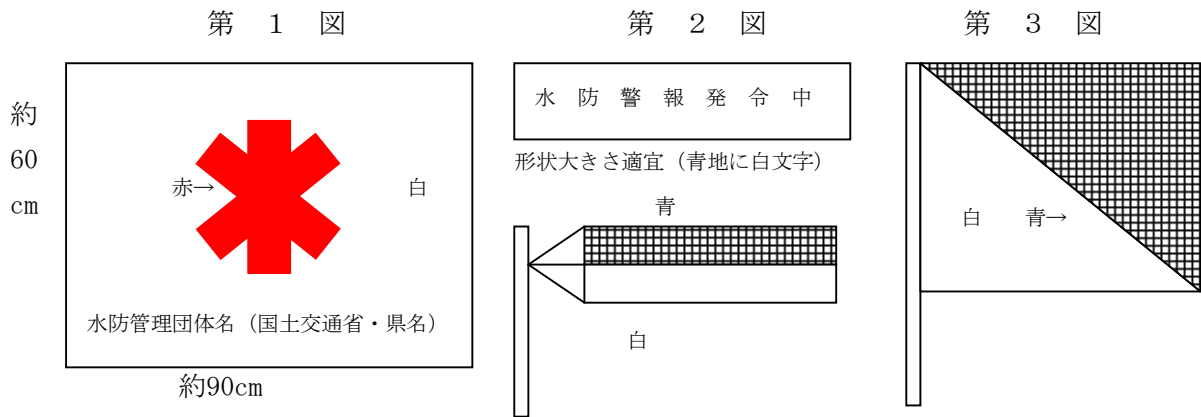 第 1 図
約
60
cm
赤→
白
水防管理団体名（国土交通省・県名）
約90cm
第 2 図
水 防 警 報 発 令 中
形状大きさ適宜（青地に白文字）
青
白
第 3 図
白 青→